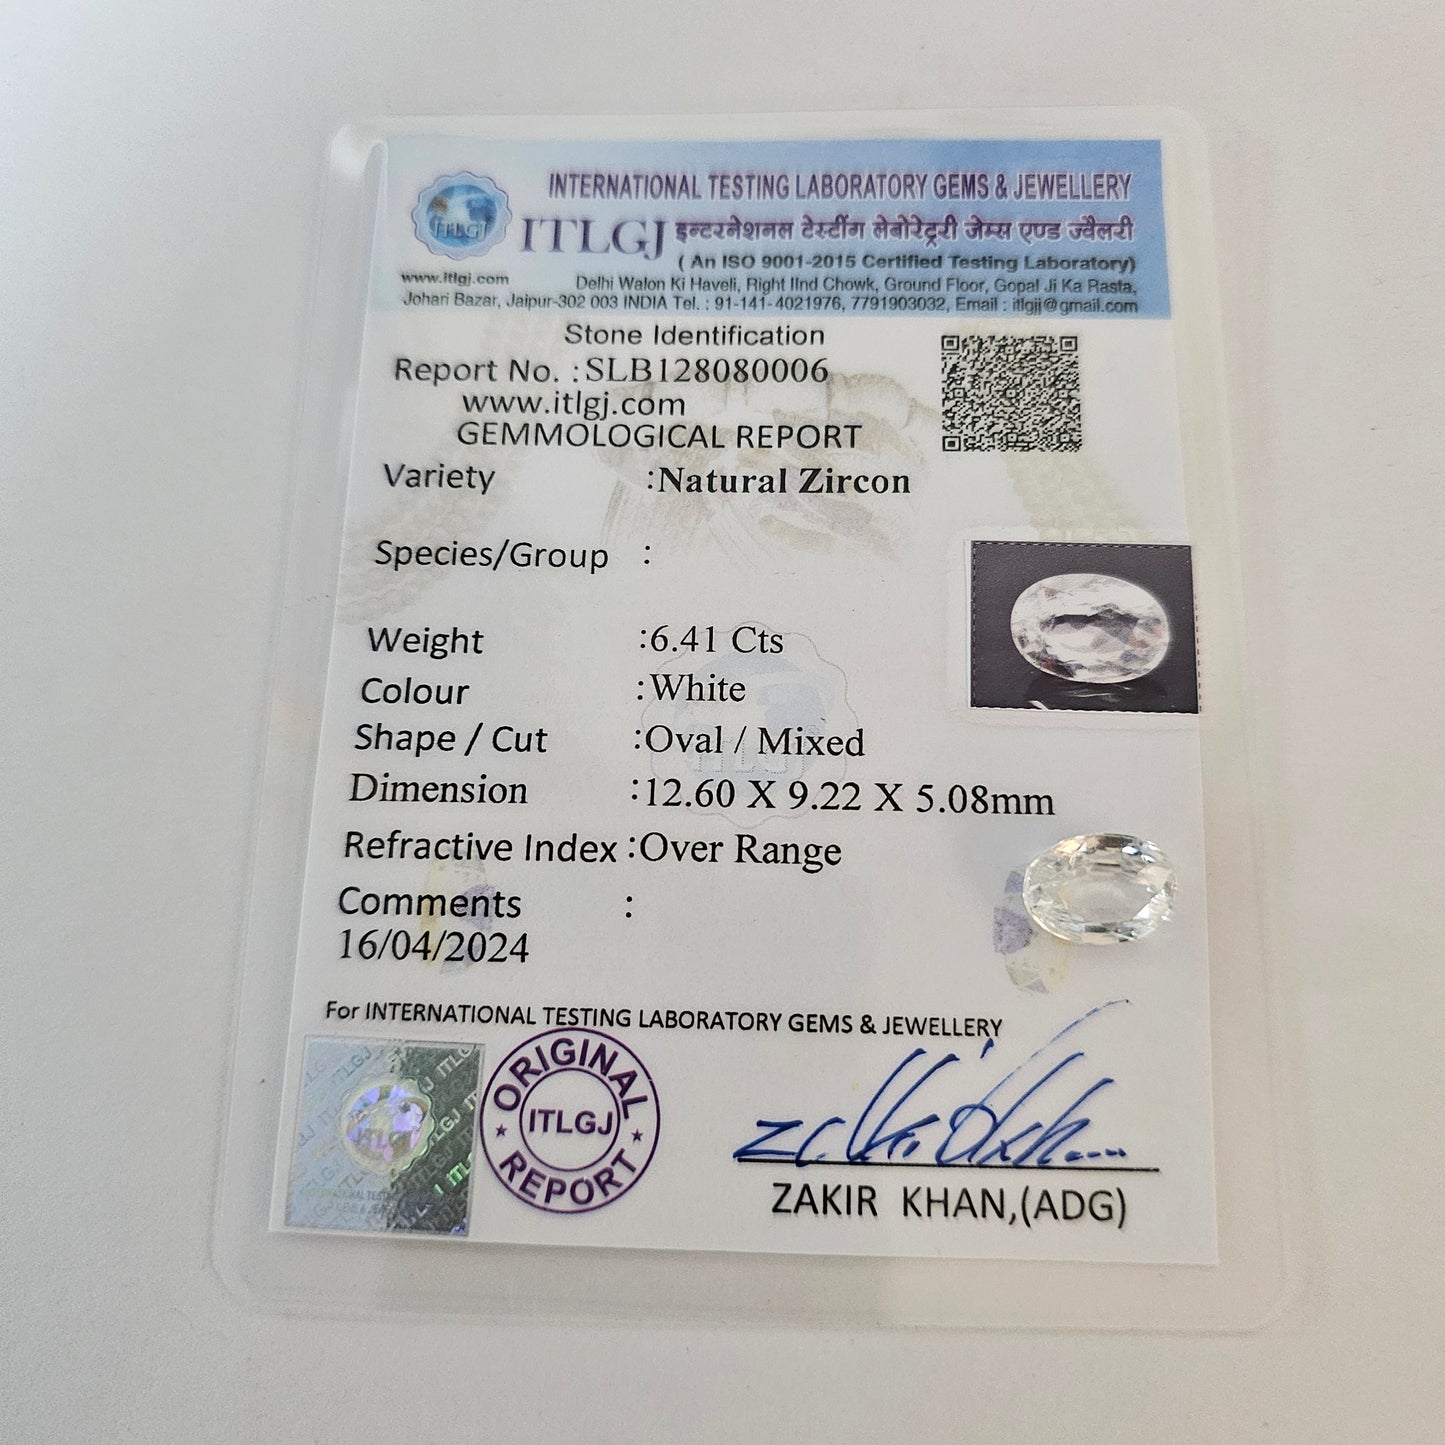 INTERNATIONAL TESTING LABORATORY GEMS & JEWELLERY
ITLGJ
ITLGJ इन्टरनेशनल टेस्टींग लेबोरेट्री जेम्स एण्ड ज्वैलरी
( An ISO 9001-2015 Certified Testing Laboratory)
www.itlgj.com Delhi Walon Ki Haveli, Right IInd Chowk, Ground Floor, Gopal Ji Ka Rasta,
Johari Bazar, Jaipur-302 003 INDIA Tel. : 91-141-4021976, 7791903032, Email : itlgjj@gmail.com
Stone Identification
Report No. :SLB128080006
www.itlgj.com
GEMMOLOGICAL REPORT
Variety :Natural Zircon
Species/Group :
Weight :6.41 Cts
Colour :White
Shape / Cut :Oval / Mixed
Dimension :12.60 X 9.22 X 5.08mm
Refractive Index :Over Range
Comments :
16/04/2024
For INTERNATIONAL TESTING LABORATORY GEMS & JEWELLERY
ORIGINAL
ITLGJ
REPORT
ITLGJ
ZAKIR KHAN,(ADG)